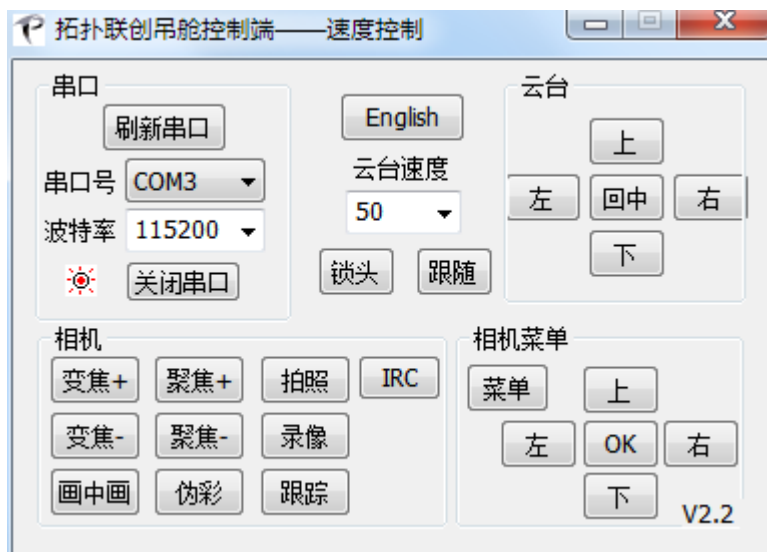 拓扑联创吊舱控制端——速度控制
串口
刷新串口
串口号 COM3
波特率 115200
关闭串口
English
云台速度
50
锁头 跟随
云台
上
左 回中 右
下
相机
变焦+ 聚焦+ 拍照 IRC
变焦- 聚焦- 录像
画中画 伪彩 跟踪
相机菜单
菜单 上
左 OK 右
下
V2.2